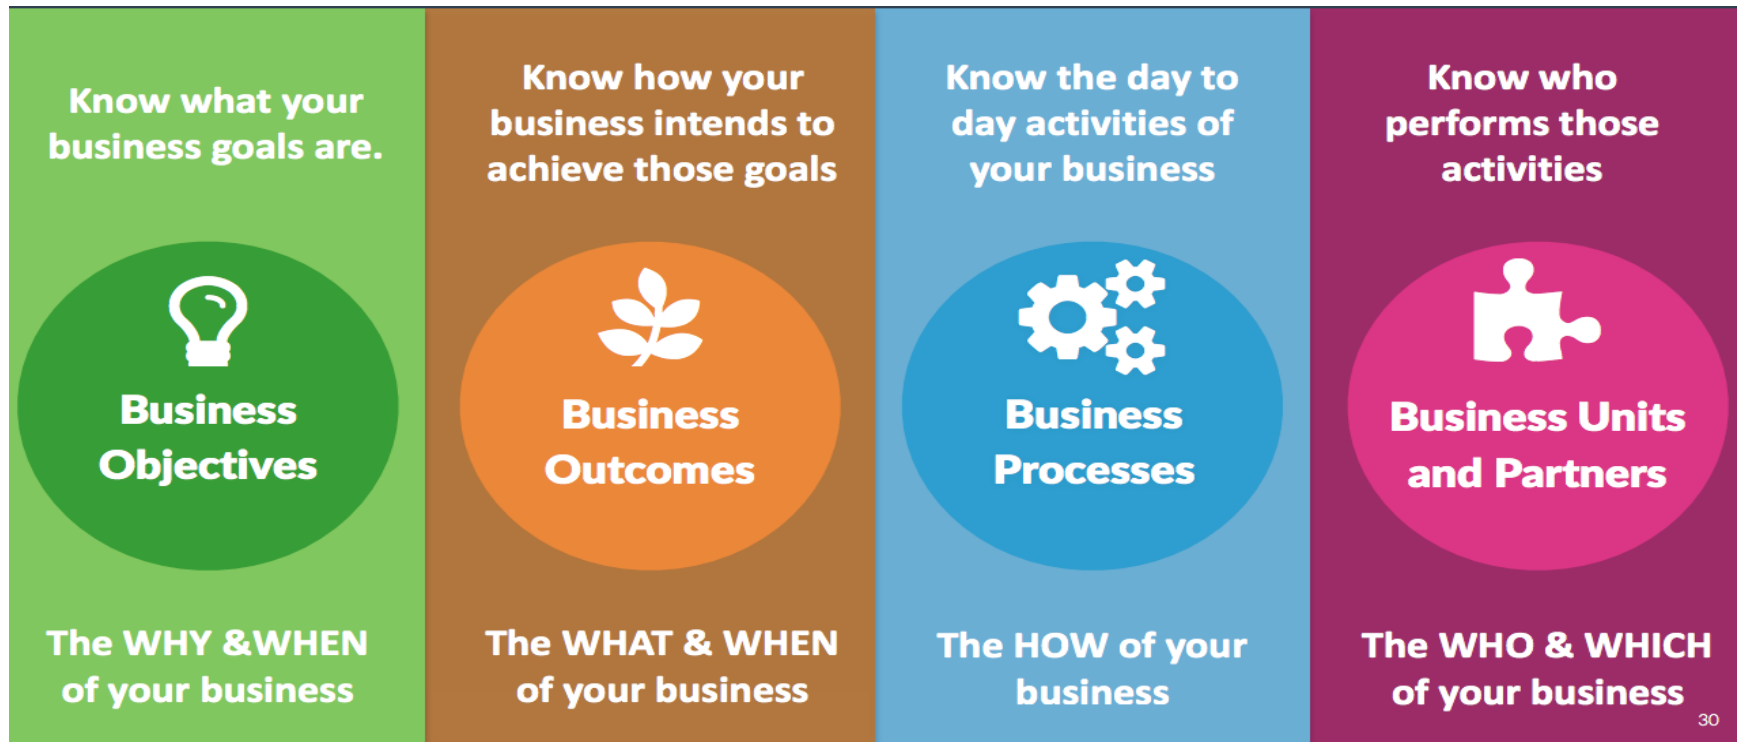 Know what your
business goals are.
Business
Objectives
The WHY &WHEN
of your business
Know how your
business intends to
achieve those goals
Business
Outcomes
The WHAT & WHEN
of your business
Know the day to
day activities of
your business
Business
Processes
The HOW of your
business
Know who
performs those
activities
Business Units
and Partners
The WHO & WHICH
of your business
30